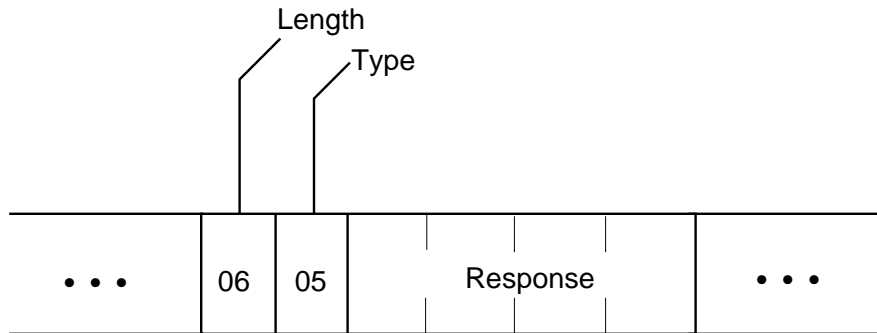 Length
Type
• • • 06 05 Response • • •